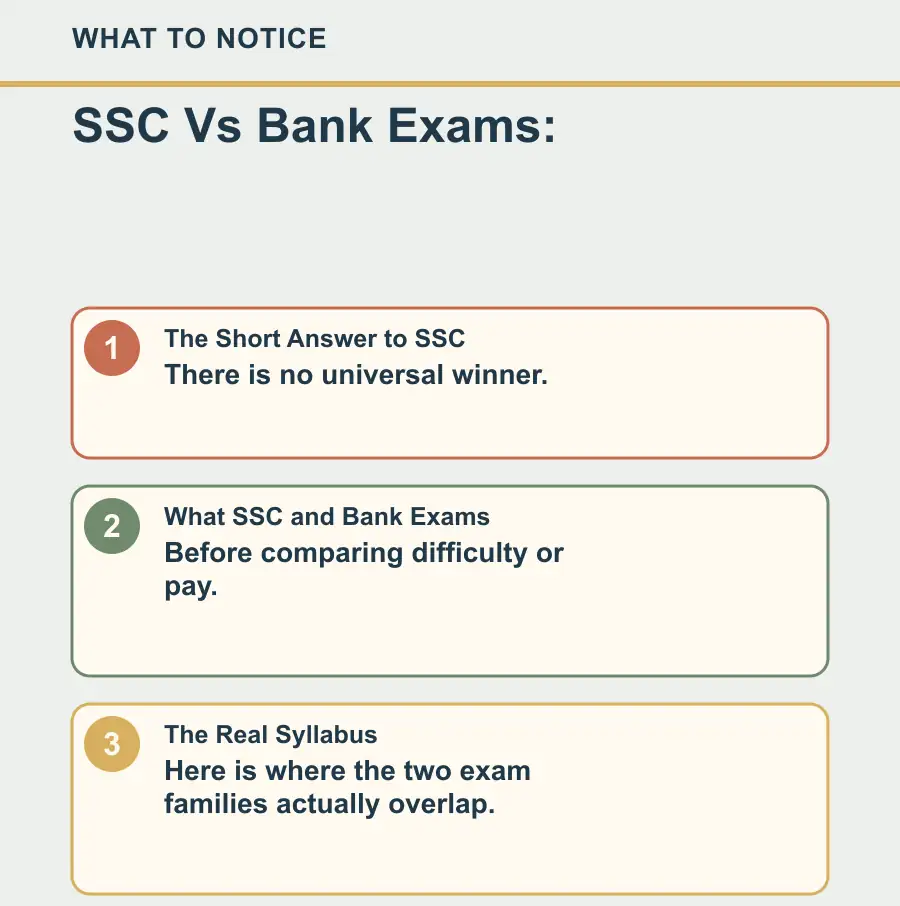 WHAT TO NOTICE
SSC Vs Bank Exams:
1
The Short Answer to SSC
There is no universal winner.
2
What SSC and Bank Exams
Before comparing difficulty or
pay.
3
The Real Syllabus
Here is where the two exam
families actually overlap.